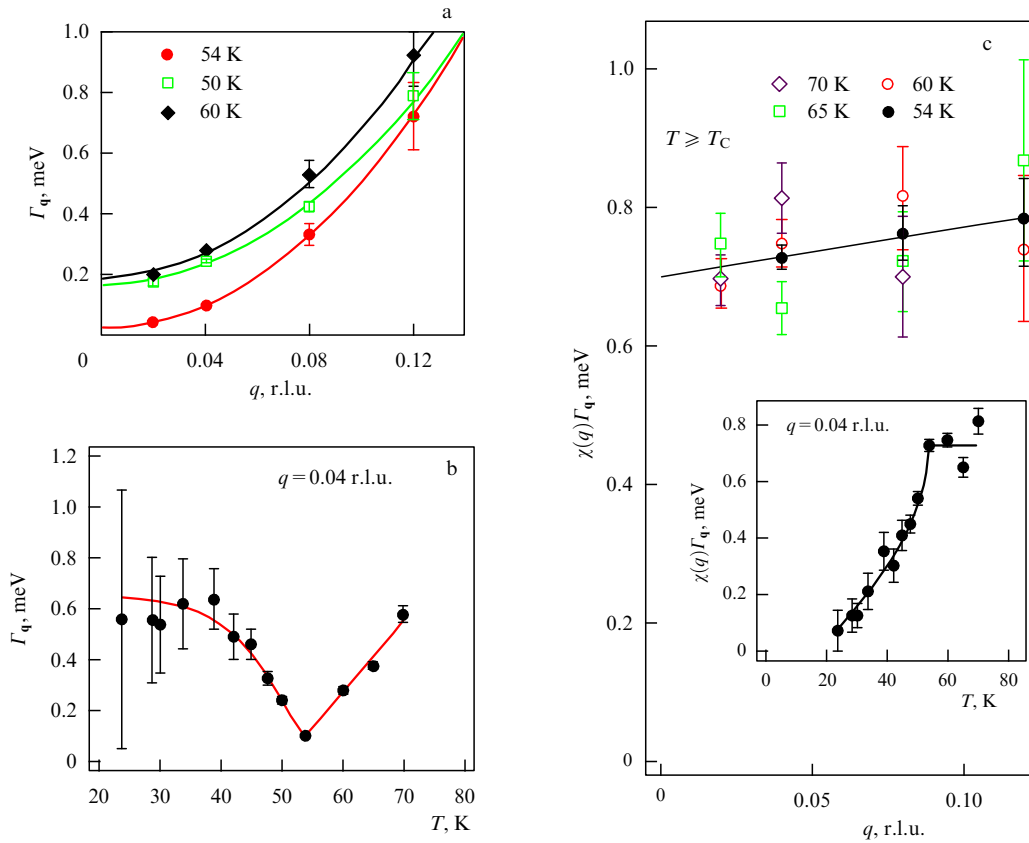 a
1.0
0.8
0.6
0.4
0.2
0
0.04
0.08
0.12
Γq, meV
q, r.l.u.
54 K
50 K
60 K
b
q = 0.04 r.l.u.
1.2
1.0
0.8
0.6
0.4
0.2
0
20
30
40
50
60
70
80
Γq, meV
T, K
c
70 K
60 K
65 K
54 K
T ⩾ TC
1.0
0.8
0.6
0.4
0.2
0
0
0.05
0.10
χ(q)Γq, meV
q, r.l.u.
q = 0.04 r.l.u.
0.8
0.6
0.4
0.2
0
0
20
40
60
80
χ(q)Γq, meV
T, K